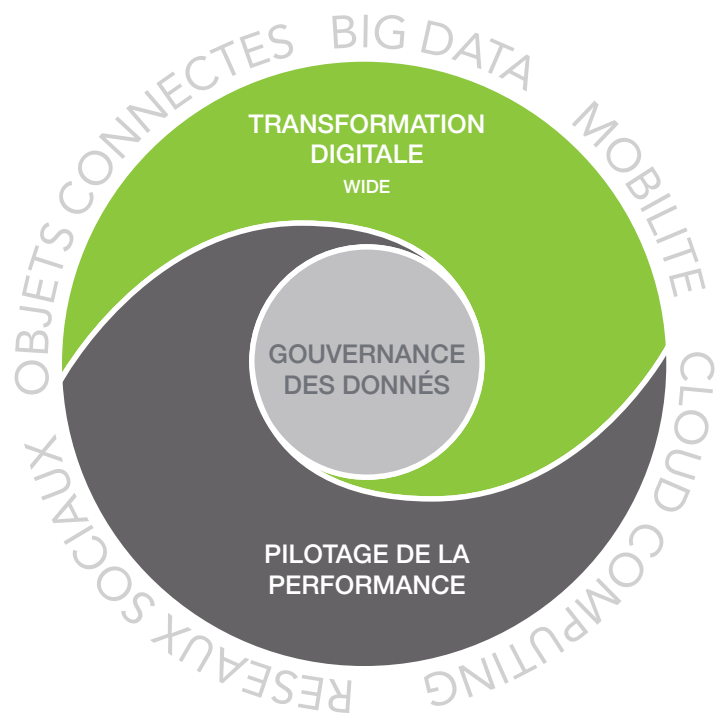 BIG DATA
MOBILITE
CLOUD COMPUTING
RESEAUX SOCIAUX
OBJETS CONNECTES
TRANSFORMATION
DIGITALE
WIDE
GOUVERNANCE
DES DONNÉS
PILOTAGE DE LA
PERFORMANCE